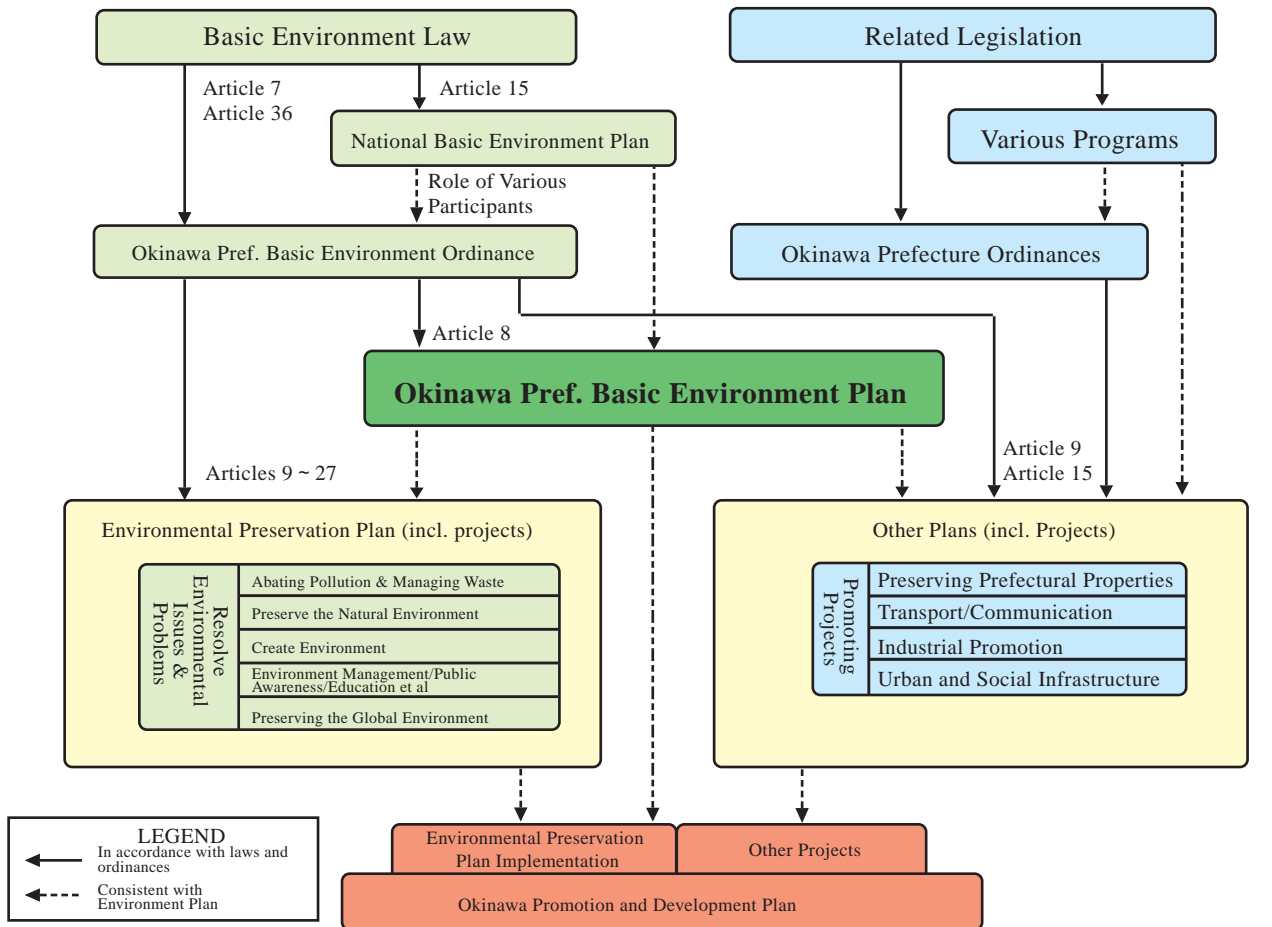 Basic Environment Law
Related Legislation
Article 7
Article 36
Article 15
National Basic Environment Plan
Various Programs
Role of Various
Participants
Okinawa Pref. Basic Environment Ordinance
Okinawa Prefecture Ordinances
Article 8
Okinawa Pref. Basic Environment Plan
Articles 9 ~ 27
Article 9
Article 15
Environmental Preservation Plan (incl. projects)
Resolve
Environmental
Issues &
Problems
Abating Pollution & Managing Waste
Preserve the Natural Environment
Create Environment
Environment Management/Public
Awareness/Education et al
Preserving the Global Environment
Other Plans (incl. Projects)
Promoting
Projects
Preserving Prefectural Properties
Transport/Communication
Industrial Promotion
Urban and Social Infrastructure
LEGEND
In accordance with laws and
ordinances
Consistent with
Environment Plan
Environmental Preservation
Plan Implementation
Other Projects
Okinawa Promotion and Development Plan